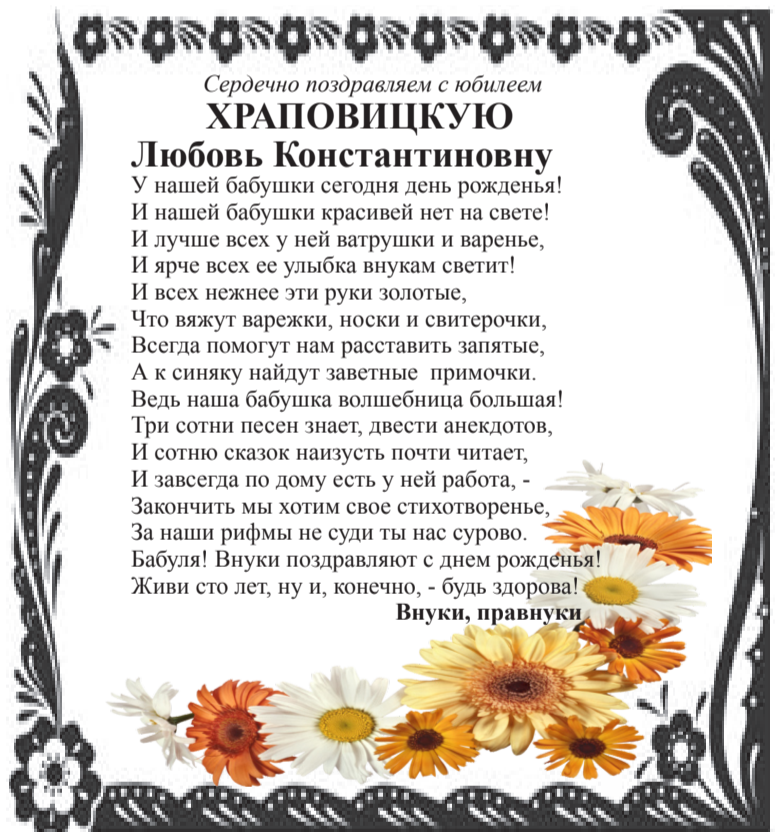 Сердечно поздравляем с юбилеем
ХРАПОВИЦКУЮ
Любовь Константиновну
У нашей бабушки сегодня день рожденья!
И нашей бабушки красивей нет на свете!
И лучше всех у ней ватрушки и варенье,
И ярче всех ее улыбка внукам светит!
И всех нежнее эти руки золотые,
Что вяжут варежки, носки и свитерочки,
Всегда помогут нам расставить запятые,
А к синяку найдут заветные  примочки.
Ведь наша бабушка волшебница большая!
Три сотни песен знает, двести анекдотов,
И сотню сказок наизусть почти читает,
И завсегда по дому есть у ней работа, -
Закончить мы хотим свое стихотворенье,
За наши рифмы не суди ты нас сурово.
Бабуля! Внуки поздравляют с днем рожденья!
Живи сто лет, ну и, конечно, - будь здорова!
Внуки, правнуки